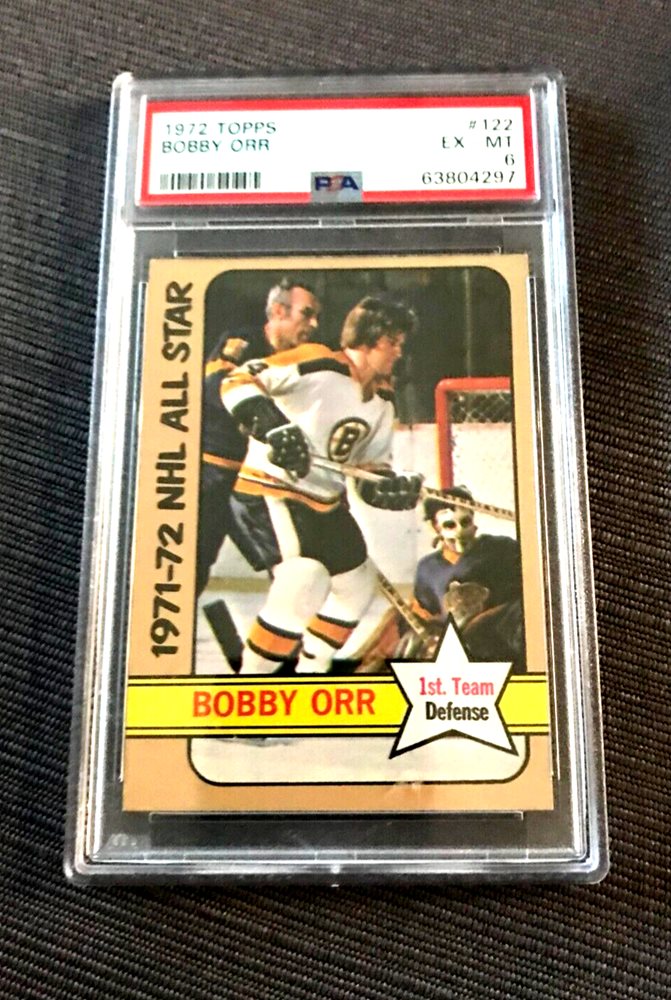 1972 TOPPS #122
BOBBY ORR EX MT
6
PSA 63804297
1971-72 NHL ALL STAR
4
B
BOBBY ORR
1st. Team
Defense